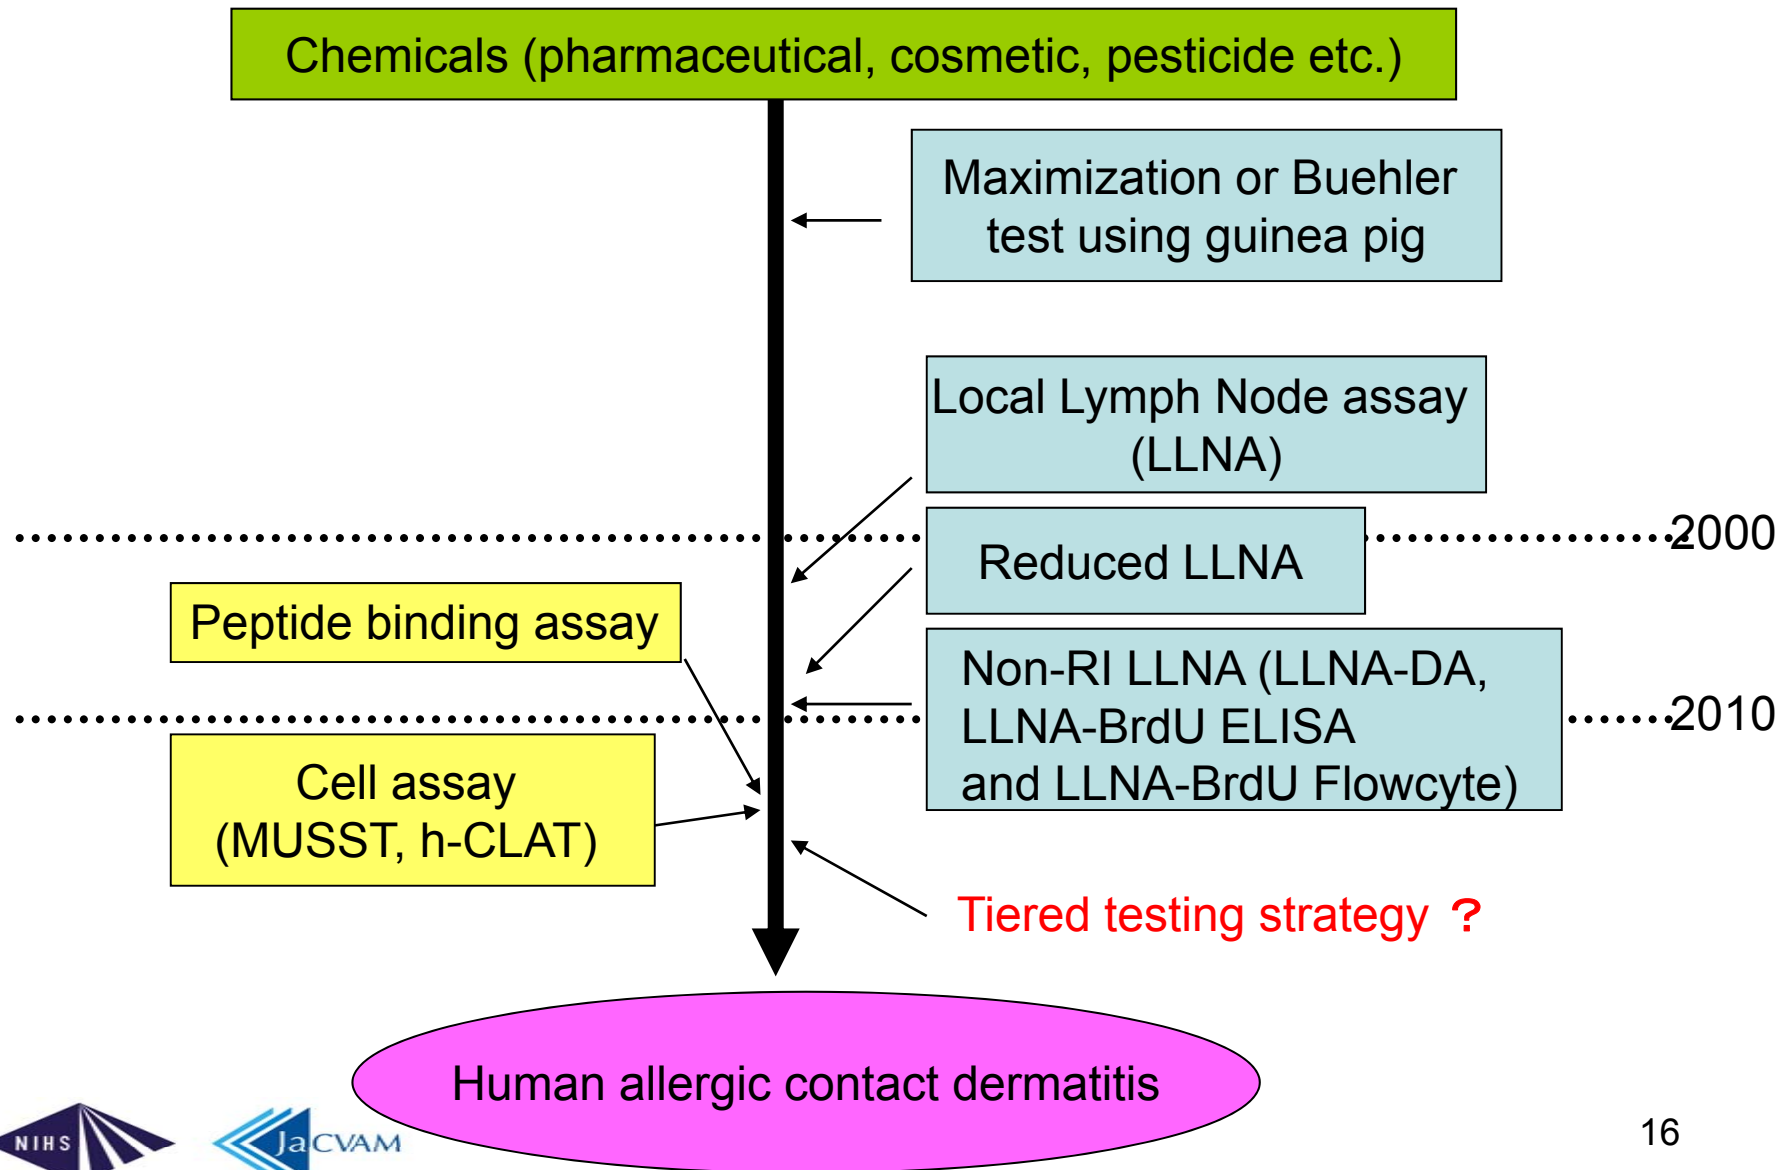 Chemicals (pharmaceutical, cosmetic, pesticide etc.)
Maximization or Buehler
test using guinea pig
Local Lymph Node assay
(LLNA)
2000
Reduced LLNA
Peptide binding assay
Non-RI LLNA (LLNA-DA,
LLNA-BrdU ELISA
and LLNA-BrdU Flowcyte)
2010
Cell assay
(MUSST, h-CLAT)
Tiered testing strategy ?
Human allergic contact dermatitis
NIHS
JaCVAM
16